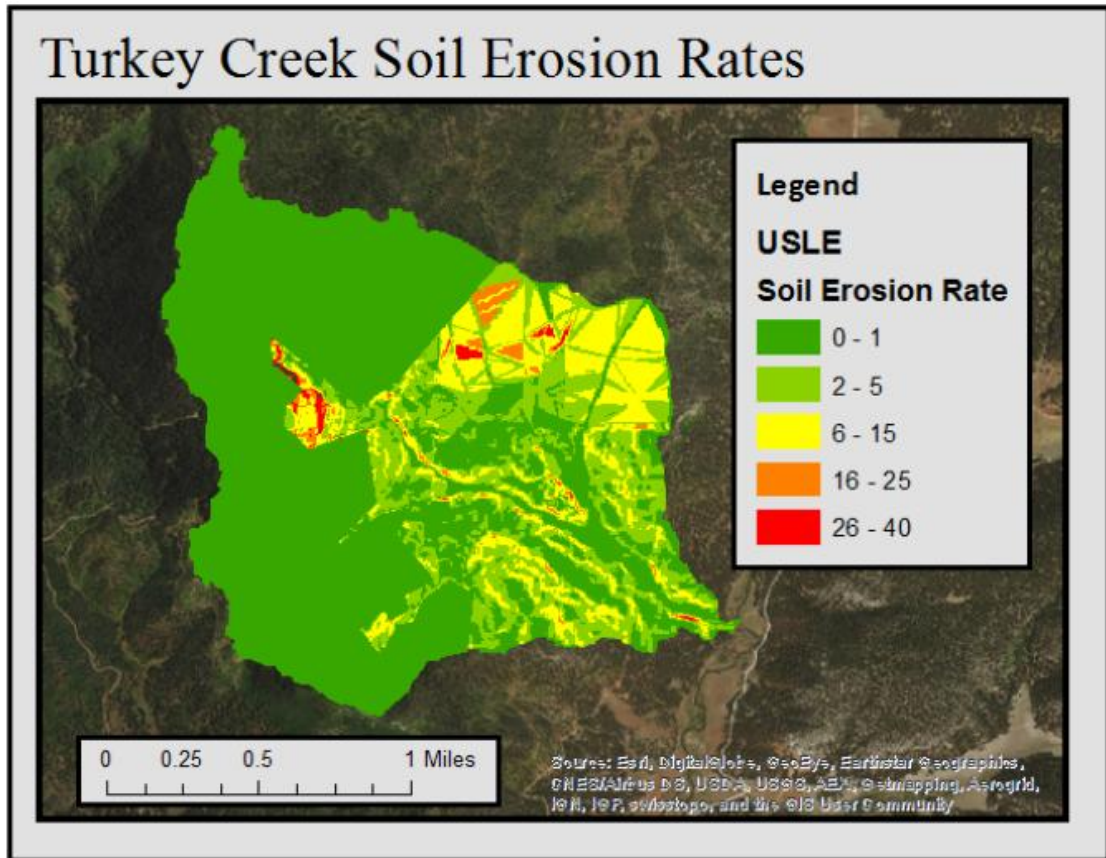 Turkey Creek Soil Erosion Rates
Legend
USLE
Soil Erosion Rate
0 - 1
2 - 5
6 - 15
16 - 25
26 - 40
0 0.25 0.5 1 Miles
Source: Esri, DigitalGlobe, GeoEye, Earthstar Geographics,
CNES/Airbus DS, USDA, USGS, AEX, Getmapping, Aerogrid,
IGN, IGP, swisstopo, and the GIS User Community